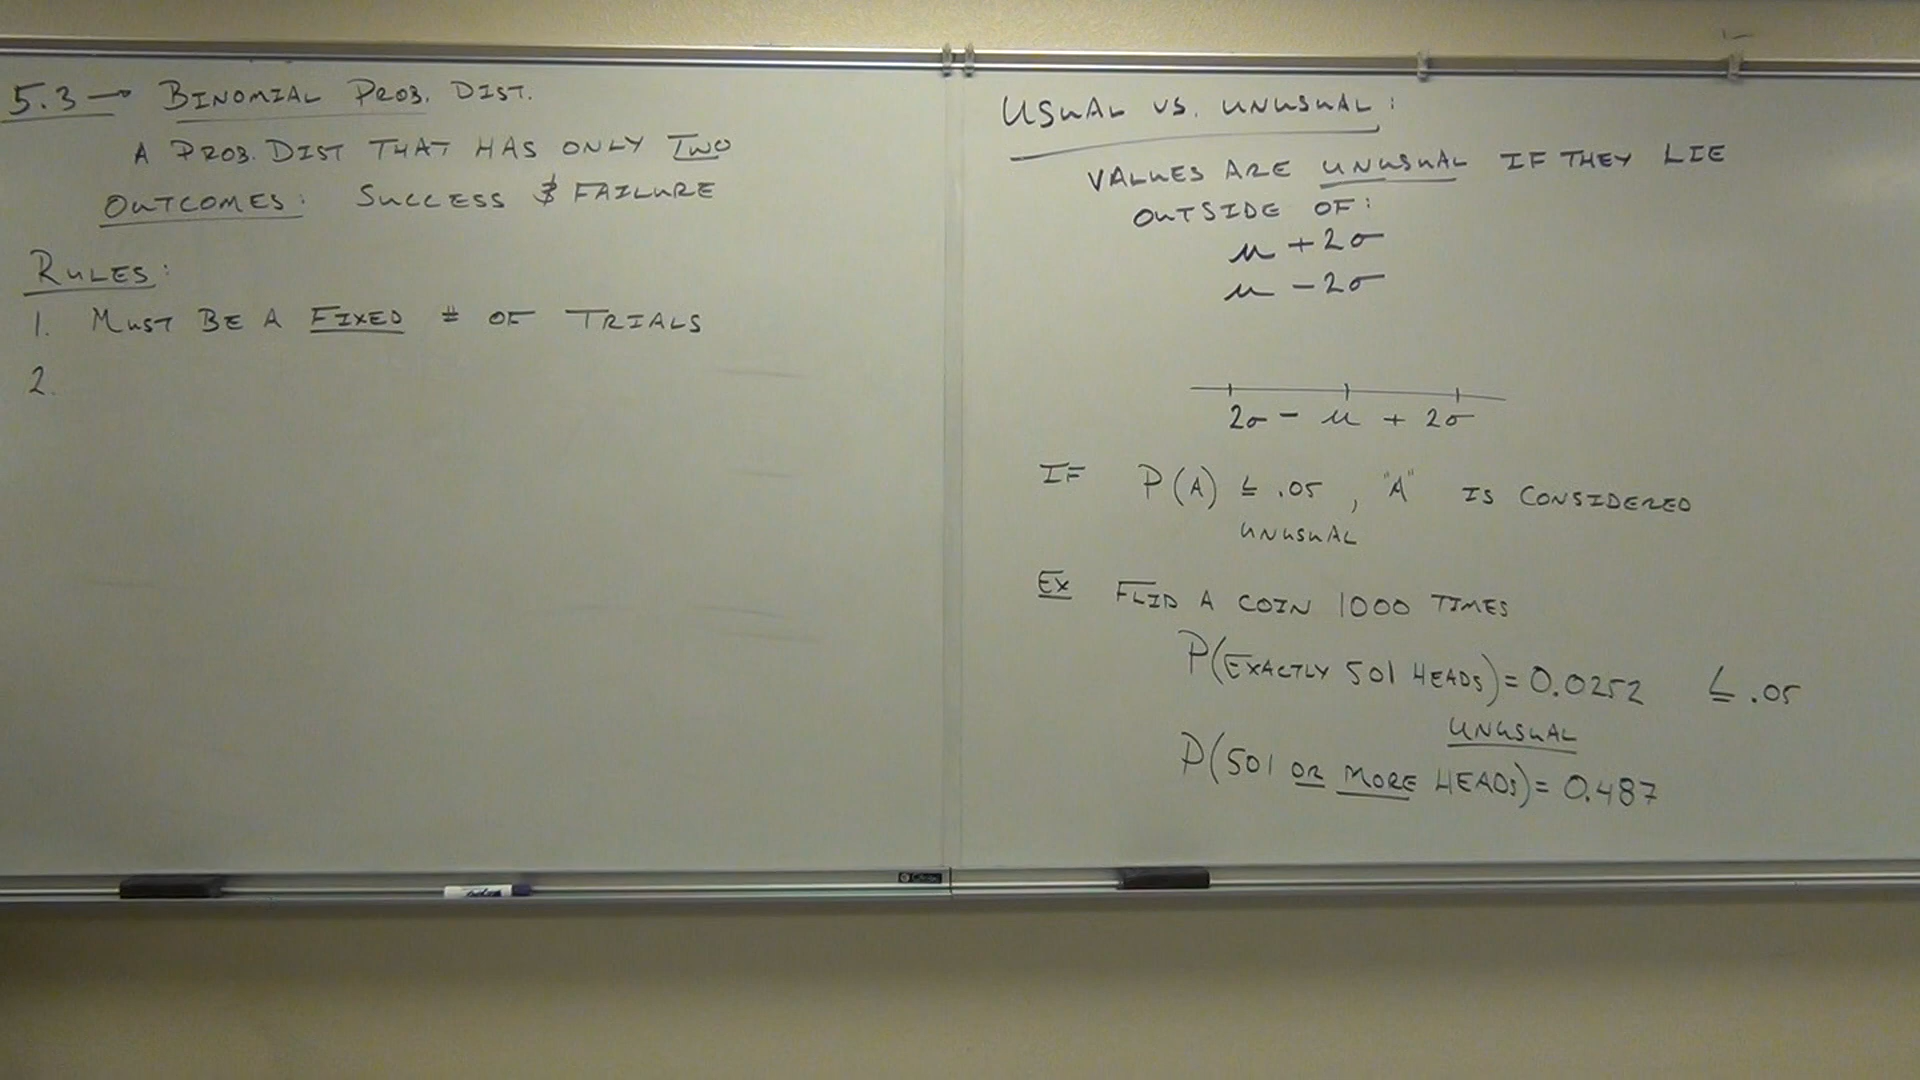 5.3 → BINOMIAL PROB. DIST.
A PROB. DIST THAT HAS ONLY TWO
OUTCOMES: SUCCESS & FAILURE
RULES:
1. MUST BE A FIXED # OF TRIALS
2.
USUAL VS. UNUSUAL:
VALUES ARE UNUSUAL IF THEY LIE
OUTSIDE OF:
μ + 2σ
μ - 2σ
2σ - μ + 2σ
IF P(A) ≤ .05, "A" IS CONSIDERED
UNUSUAL
EX FLIP A COIN 1000 TIMES
P(EXACTLY 501 HEADS) = 0.0252 ≤ .05
UNUSUAL
P(501 OR MORE HEADS) = 0.487